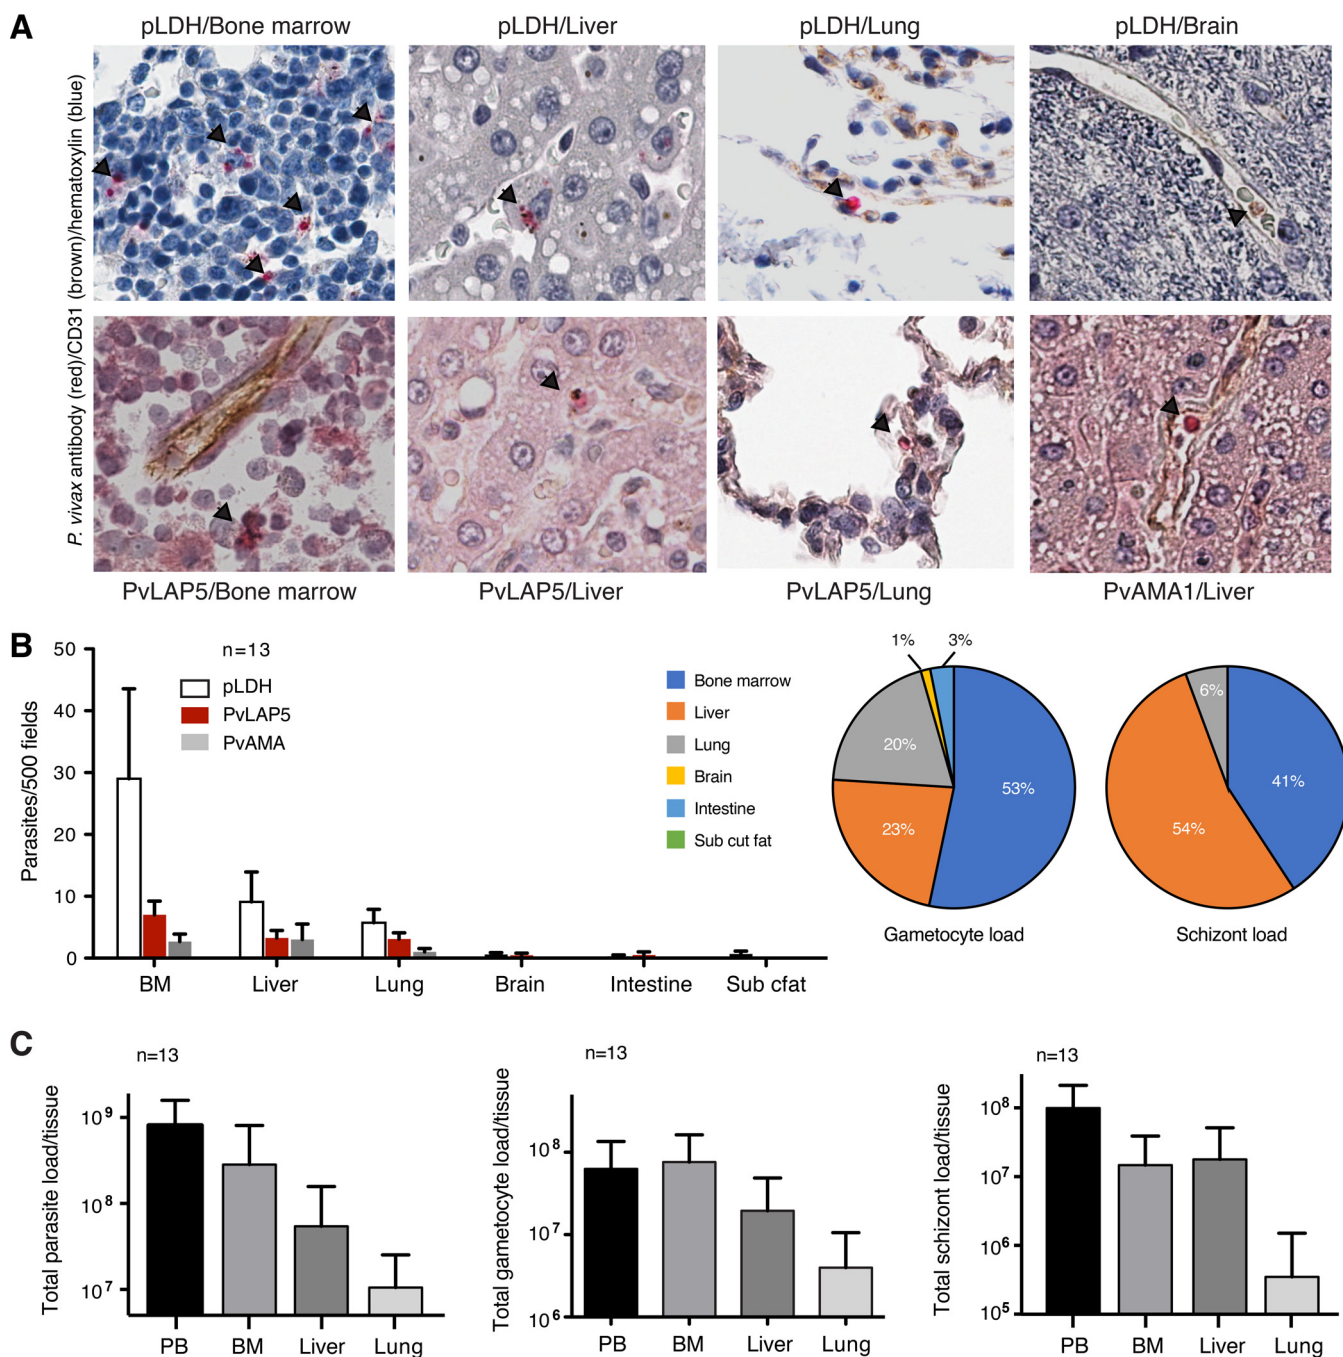 A
pLDH/Bone marrow
pLDH/Liver
pLDH/Lung
pLDH/Brain
P. vivax antibody (red)/CD31 (brown)/hematoxylin (blue)
PvLAP5/Bone marrow
PvLAP5/Liver
PvLAP5/Lung
PvAMA1/Liver
B
Parasites/500 fields
50
40
30
20
10
0
n=13
pLDH
PvLAP5
PvAMA
BM
Liver
Lung
Brain
Intestine
Sub cfat
Bone marrow
Liver
Lung
Brain
Intestine
Sub cut fat
1%
3%
20%
53%
23%
Gametocyte load
6%
41%
54%
Schizont load
C
n=13
Total parasite load/tissue
10⁹
10⁸
10⁷
PB
BM
Liver
Lung
n=13
Total gametocyte load/tissue
10⁸
10⁷
10⁶
PB
BM
Liver
Lung
n=13
Total schizont load/tissue
10⁸
10⁷
10⁶
10⁵
PB
BM
Liver
Lung